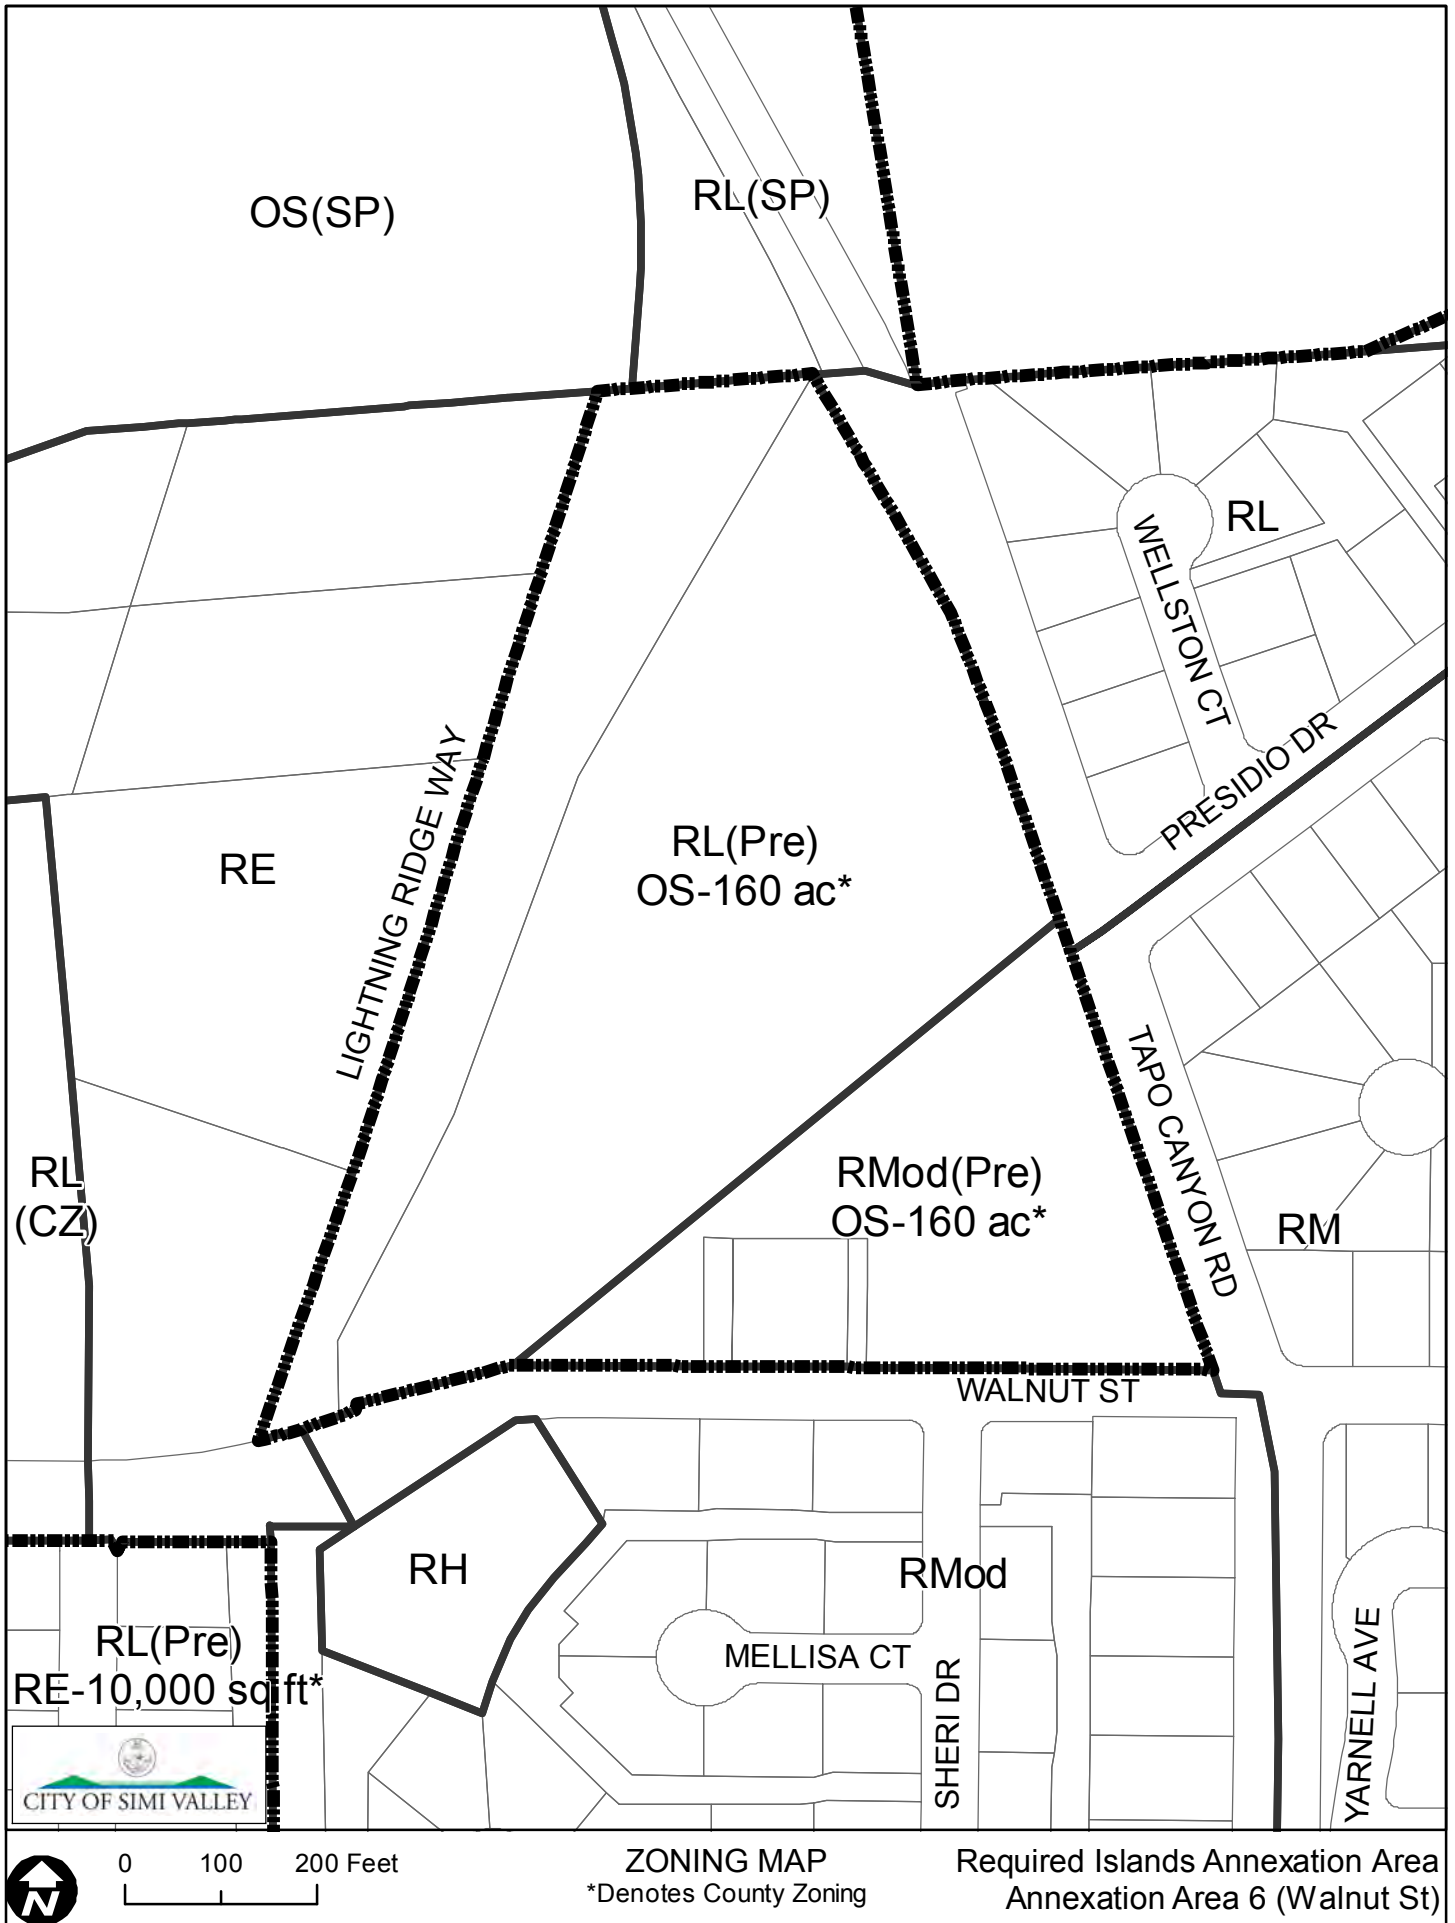 OS(SP)
RL(SP)
RL
WELLSTON CT
PRESIDIO DR
LIGHTNING RIDGE WAY
RL(Pre)
OS-160 ac*
RE
TAPO CANYON RD
RL
(CZ)
RMod(Pre)
OS-160 ac*
RM
WALNUT ST
RH
RMod
RL(Pre)
RE-10,000 sq ft*
MELLISA CT
SHERI DR
YARNELL AVE
CITY OF SIMI VALLEY
N
0 100 200 Feet
ZONING MAP
*Denotes County Zoning
Required Islands Annexation Area
Annexation Area 6 (Walnut St)